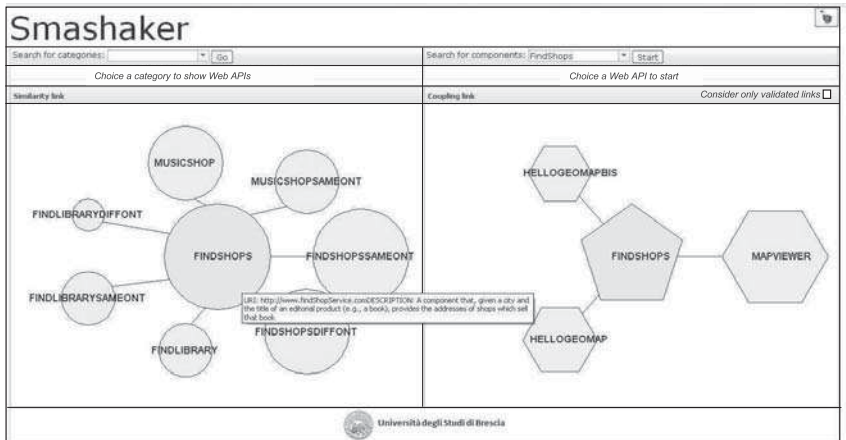 Smashaker
Search for categories: Go
Search for components: FindShops Start
Choice a category to show Web APIs
Choice a Web API to start
Similarity link
Coupling link
Consider only validated links
MUSICSHOP
MUSICSHOPSAMEONT
FINDLIBRARYDIFFONT
FINDSHOPS
FINDSHOPSSAMEONT
FINDLIBRARYSAMEONT
URI: http://www.findShopService.comDESCRIPTION: A component that, given a city and
the title of an editorial product (e.g., a book), provides the addresses of shops which sell
that book.
FINDSHOPSDIFFONT
FINDLIBRARY
HELLOGEOMAPBIS
FINDSHOPS
MAPVIEWER
HELLOGEOMAP
Università degli Studi di Brescia